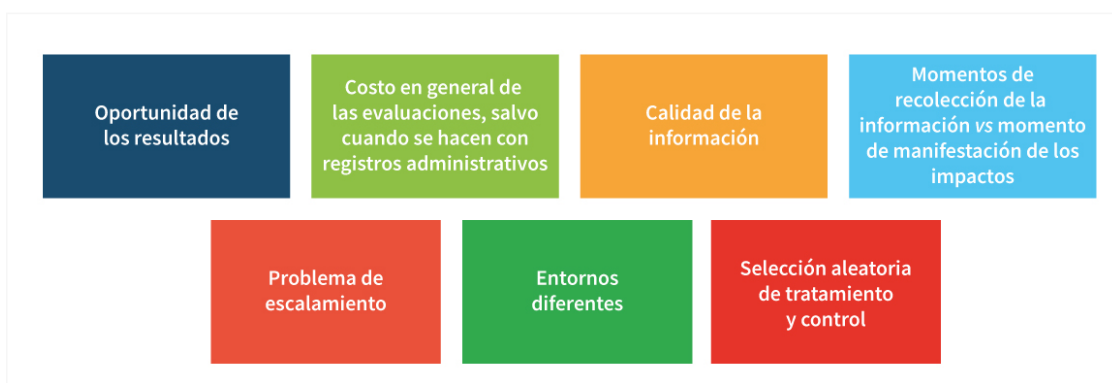 Oportunidad de
los resultados
Costo en general de
las evaluaciones, salvo
cuando se hacen con
registros administrativos
Calidad de la
información
Momentos de
recolección de la
información vs momento
de manifestación de los
impactos
Problema de
escalamiento
Entornos
diferentes
Selección aleatoria
de tratamiento
y control